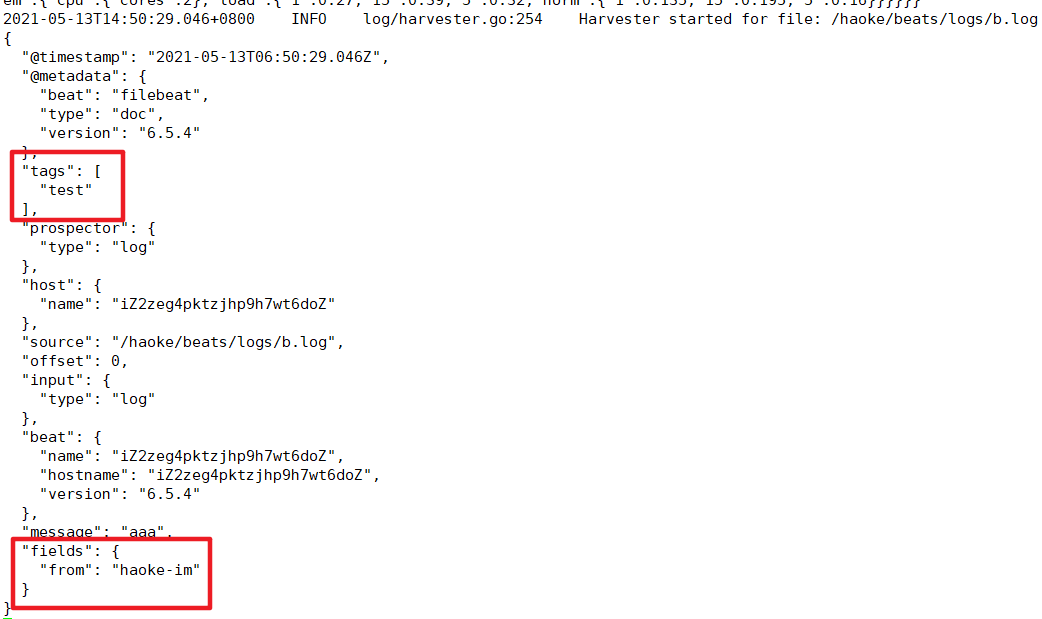 em":{"cpu":{"cores":2},"load":{"1":0.27,"15":0.39,"5":0.32,"norm":{"1":0.135,"15":0.195,"5":0.16}}}}}}
2021-05-13T14:50:29.046+0800    INFO    log/harvester.go:254    Harvester started for file: /haoke/beats/logs/b.log
{
  "@timestamp": "2021-05-13T06:50:29.046Z",
  "@metadata": {
    "beat": "filebeat",
    "type": "doc",
    "version": "6.5.4"
  },
  "tags": [
    "test"
  ],
  "prospector": {
    "type": "log"
  },
  "host": {
    "name": "iZ2zeg4pktzjhp9h7wt6doZ"
  },
  "source": "/haoke/beats/logs/b.log",
  "offset": 0,
  "input": {
    "type": "log"
  },
  "beat": {
    "name": "iZ2zeg4pktzjhp9h7wt6doZ",
    "hostname": "iZ2zeg4pktzjhp9h7wt6doZ",
    "version": "6.5.4"
  },
  "message": "aaa",
  "fields": {
    "from": "haoke-im"
  }
}